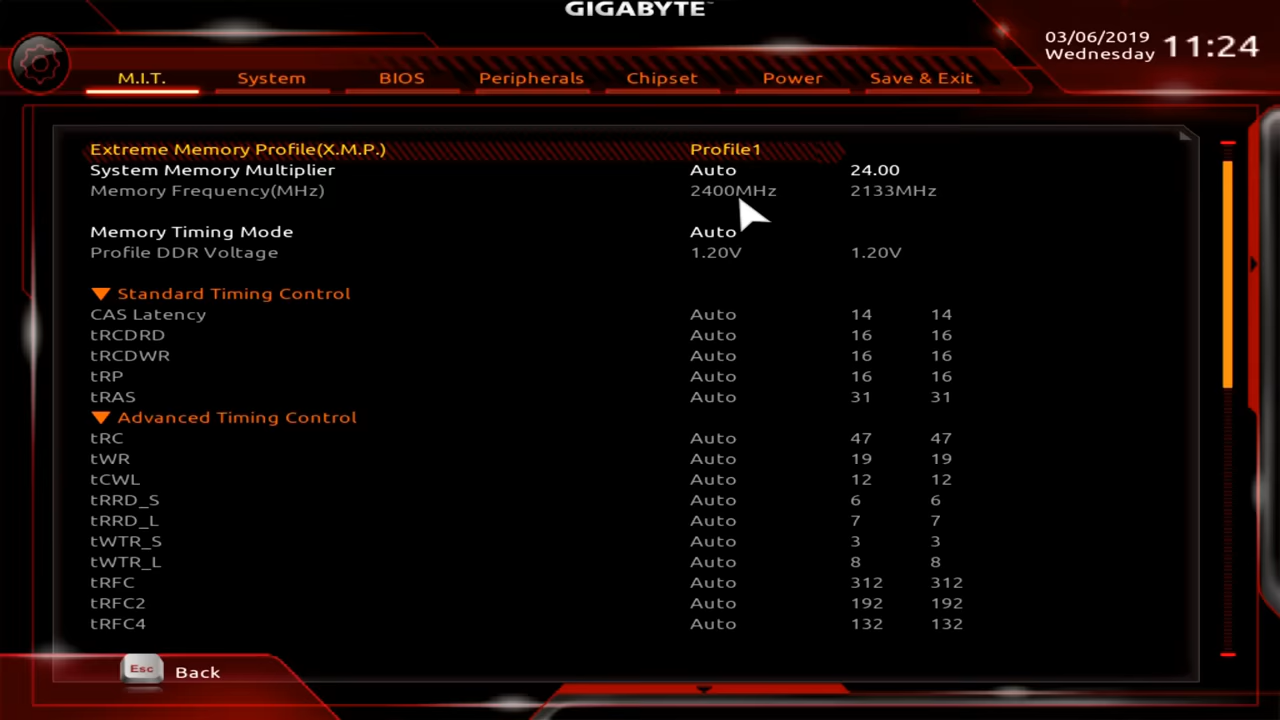 GIGABYTE™
03/06/2019
Wednesday
11:24
M.I.T. System BIOS Peripherals Chipset Power Save & Exit
Extreme Memory Profile(X.M.P.) Profile1
System Memory Multiplier Auto 24.00
Memory Frequency(MHz) 2400MHz 2133MHz
Memory Timing Mode Auto
Profile DDR Voltage 1.20V 1.20V
Standard Timing Control
CAS Latency Auto 14 14
tRCDRD Auto 16 16
tRCDWR Auto 16 16
tRP Auto 16 16
tRAS Auto 31 31
Advanced Timing Control
tRC Auto 47 47
tWR Auto 19 19
tCWL Auto 12 12
tRRD_S Auto 6 6
tRRD_L Auto 7 7
tWTR_S Auto 3 3
tWTR_L Auto 8 8
tRFC Auto 312 312
tRFC2 Auto 192 192
tRFC4 Auto 132 132
Esc Back